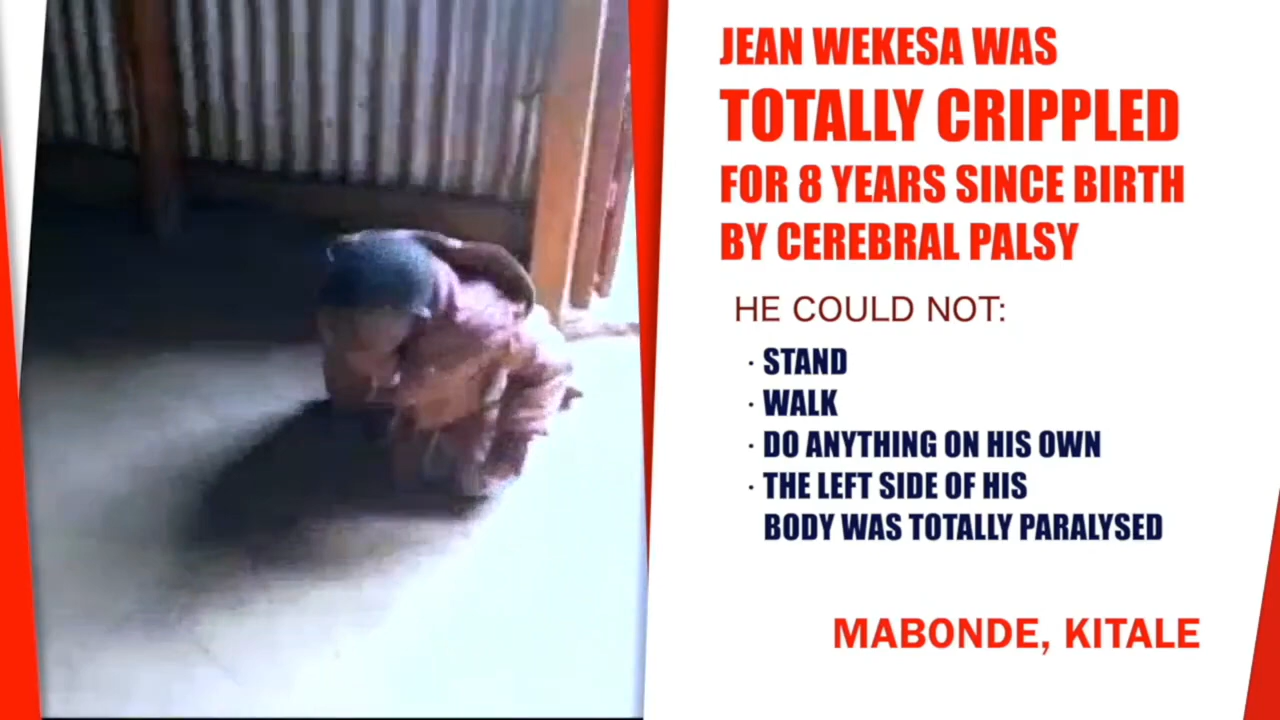 JEAN WEKESA WAS
TOTALLY CRIPPLED
FOR 8 YEARS SINCE BIRTH
BY CEREBRAL PALSY
HE COULD NOT:
· STAND
· WALK
· DO ANYTHING ON HIS OWN
· THE LEFT SIDE OF HIS
BODY WAS TOTALLY PARALYSED
MABONDE, KITALE